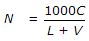 N = 1000C
L + V